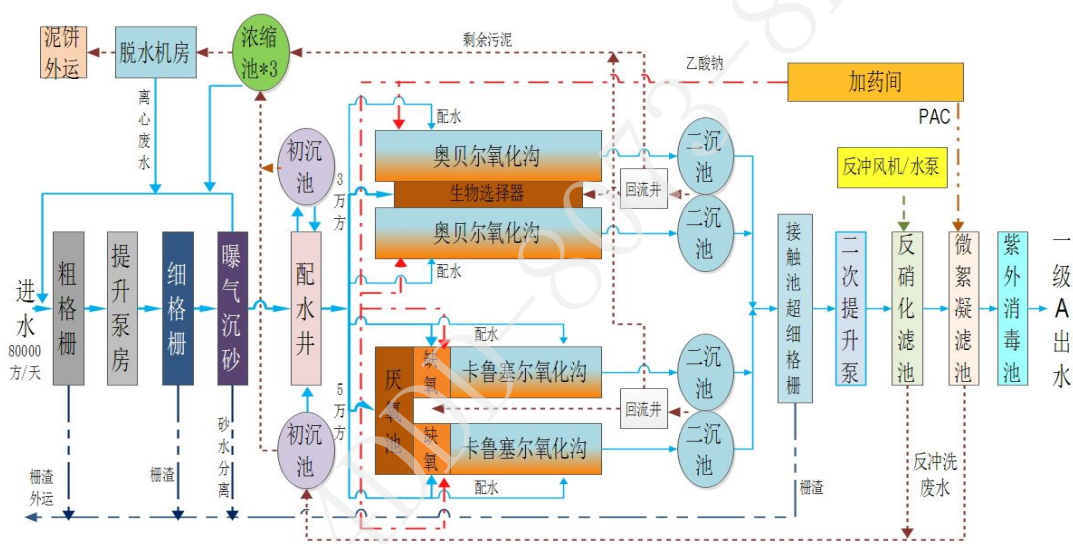 泥饼
外运
脱水机房
浓缩
池*3
剩余污泥
乙酸钠
加药间
PAC
离心废水
初沉
池
3万方
配水
奥贝尔氧化沟
生物选择器
奥贝尔氧化沟
配水
二沉
池
回流井
二沉
池
反冲风机/水泵
进水
80000
方/天
粗格栅
提升泵房
细格栅
曝气沉砂
配水井
接触池超细格栅
二次提升泵
反硝化滤池
微絮凝滤池
紫外消毒池
一级A出水
5万方
厌氧池
缺氧
配水
卡鲁塞尔氧化沟
缺氧
卡鲁塞尔氧化沟
配水
二沉
池
回流井
二沉
池
初沉
池
栅渣
外运
栅渣
砂水分离
栅渣
反冲洗
废水